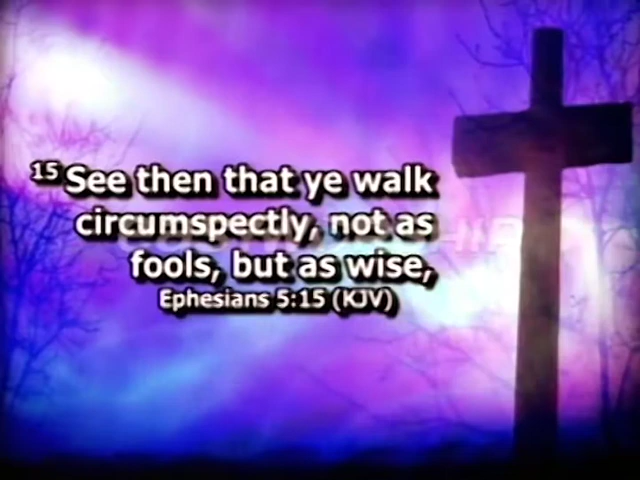 15 See then that ye walk
circumspectly, not as
fools, but as wise,
Ephesians 5:15 (KJV)